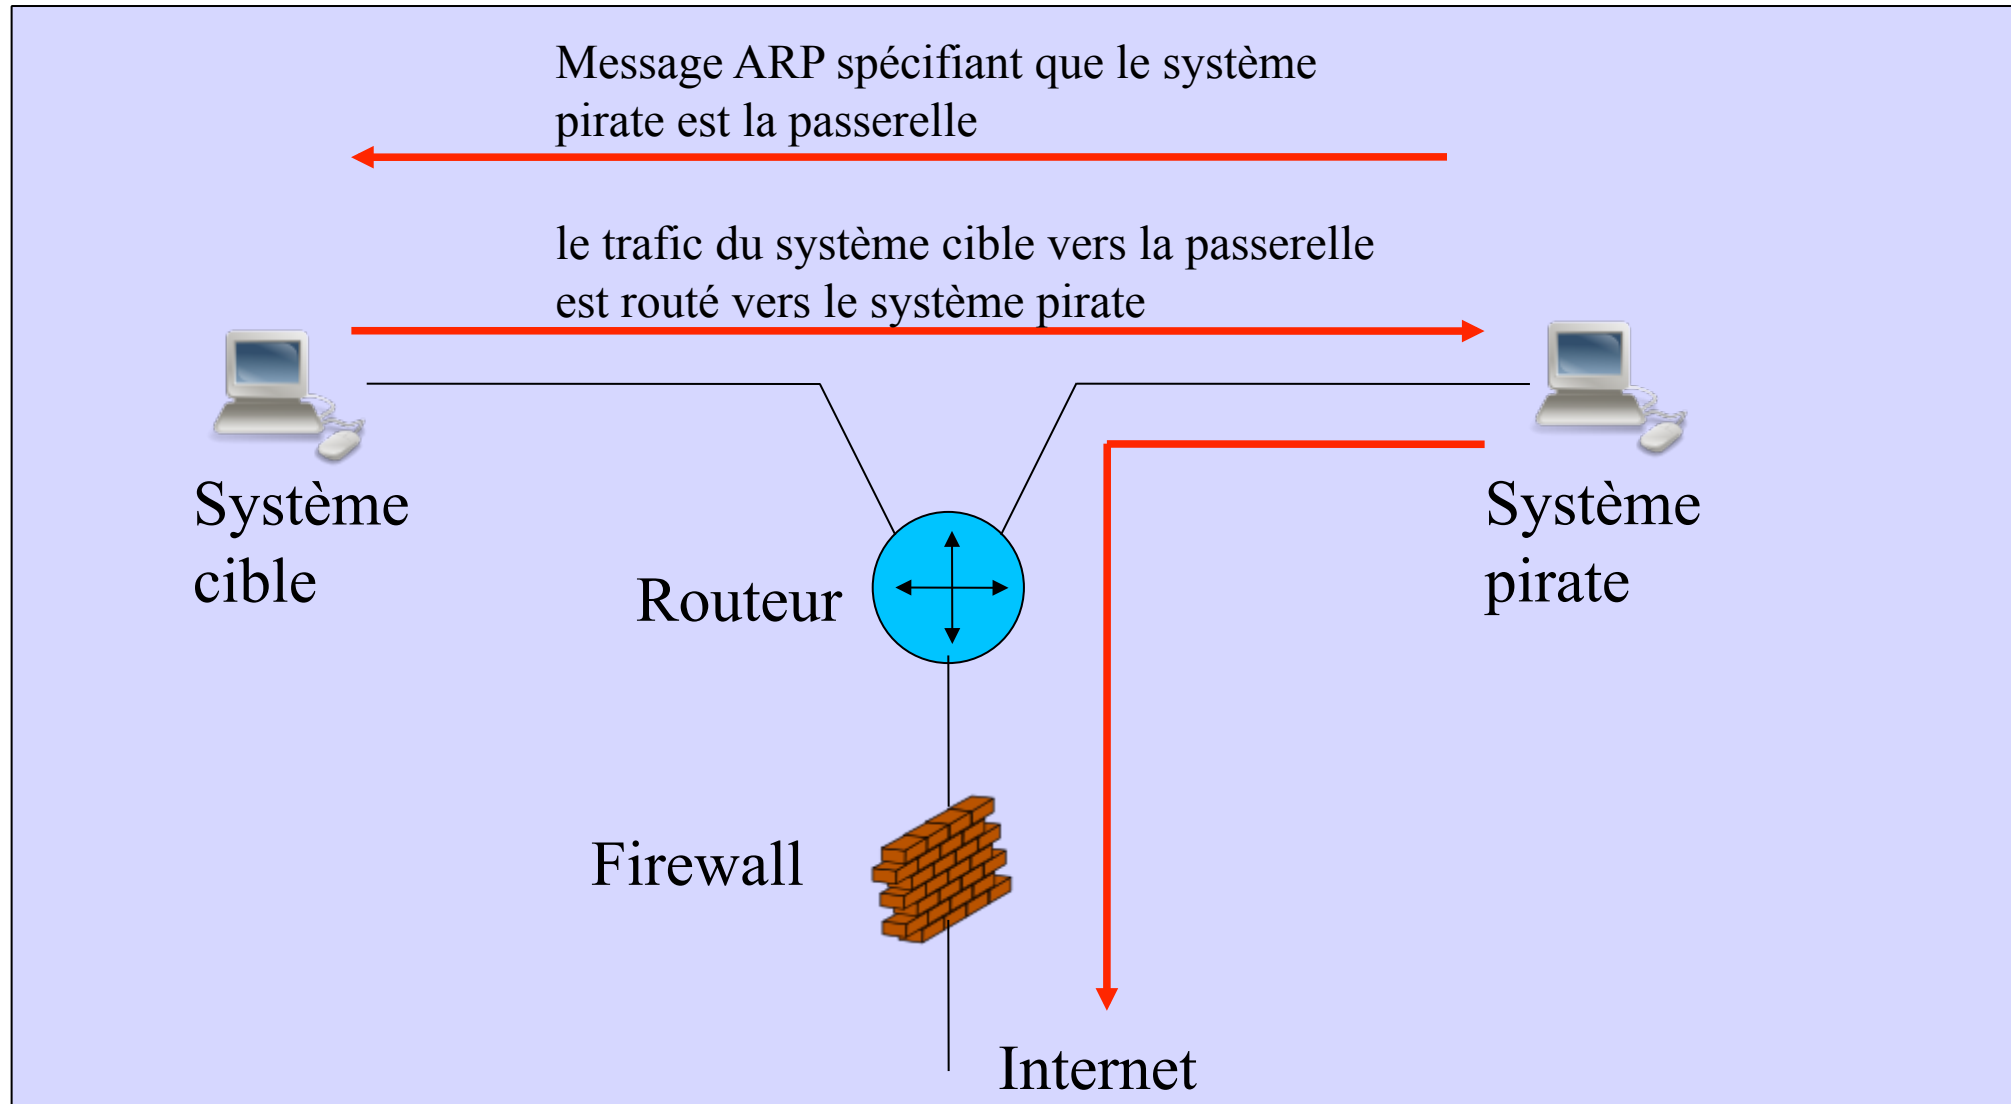 Message ARP spécifiant que le système
pirate est la passerelle
le trafic du système cible vers la passerelle
est routé vers le système pirate
Système
cible
Système
pirate
Routeur
Firewall
Internet